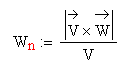 Wₙ := |V⃗ × W⃗| / V